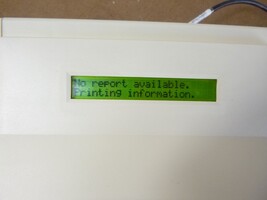 No report available.
Printing information.